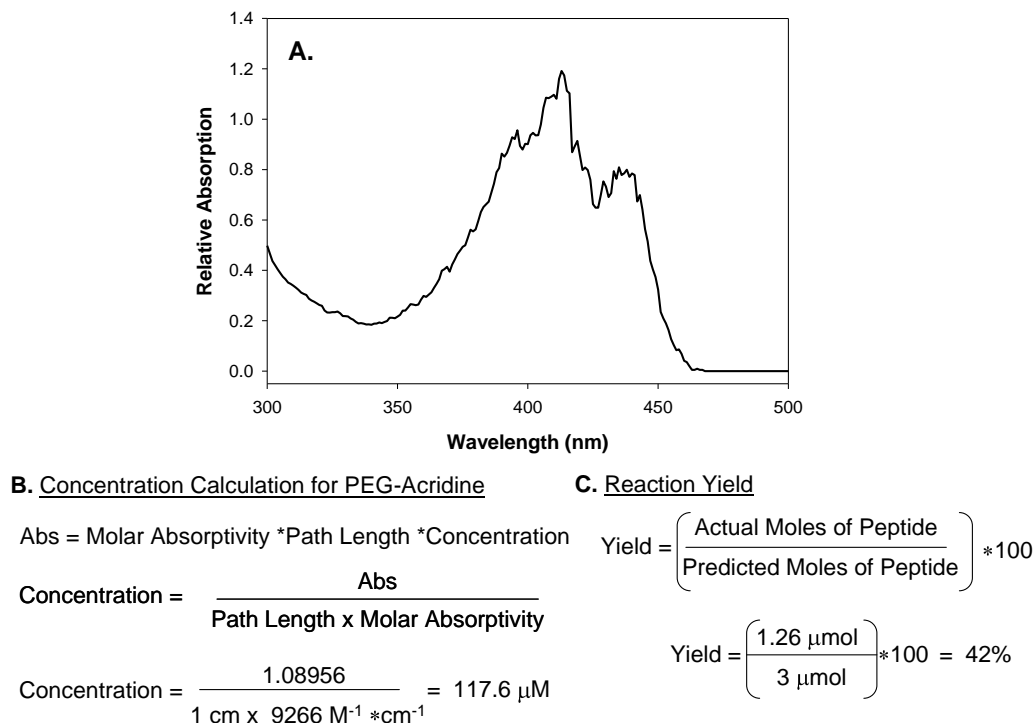 A.
1.4
1.2
1.0
0.8
0.6
0.4
0.2
0.0
Relative Absorption
300 350 400 450 500
Wavelength (nm)
B. Concentration Calculation for PEG-Acridine
Abs = Molar Absorptivity *Path Length *Concentration
Concentration = Abs
Path Length x Molar Absorptivity
Concentration = 1.08956 = 117.6 μM
1 cm x 9266 M⁻¹ *cm⁻¹
C. Reaction Yield
Yield = (Actual Moles of Peptide) *100
Predicted Moles of Peptide
Yield = (1.26 μmol) *100 = 42%
3 μmol